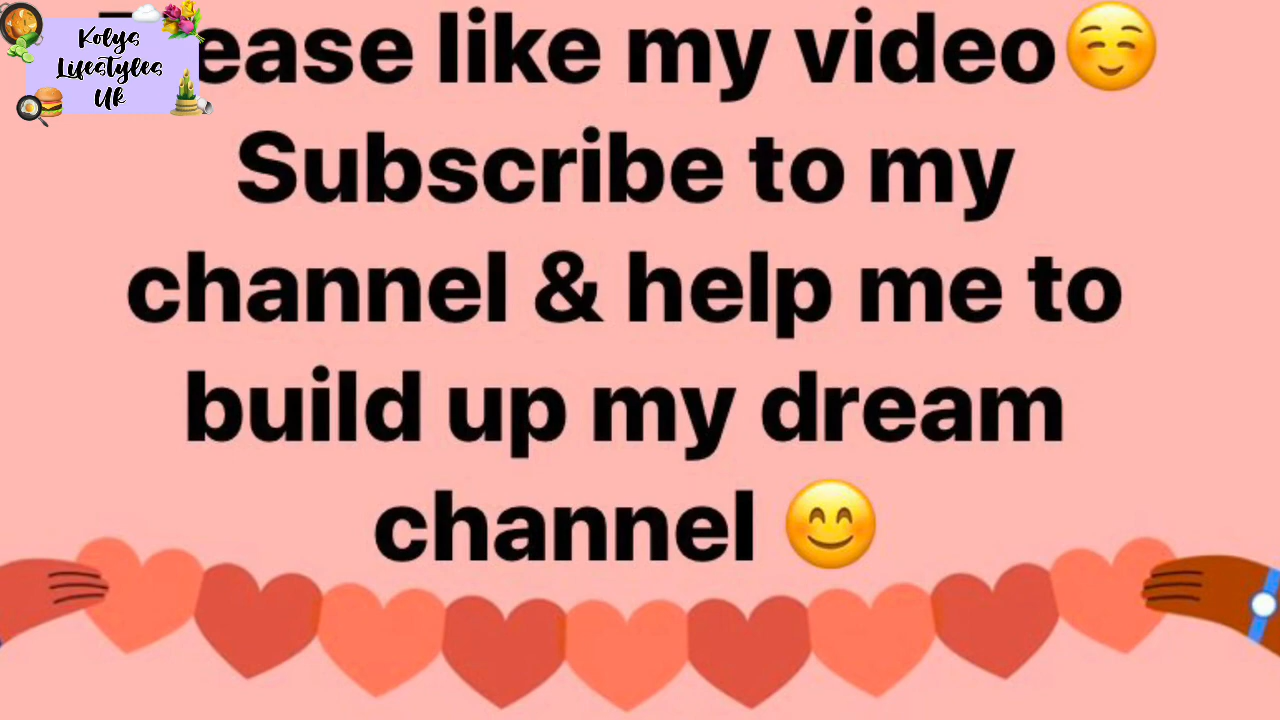 Kolys
Lifestyles
Uk
ease like my video☺️
Subscribe to my
channel & help me to
build up my dream
channel 😊